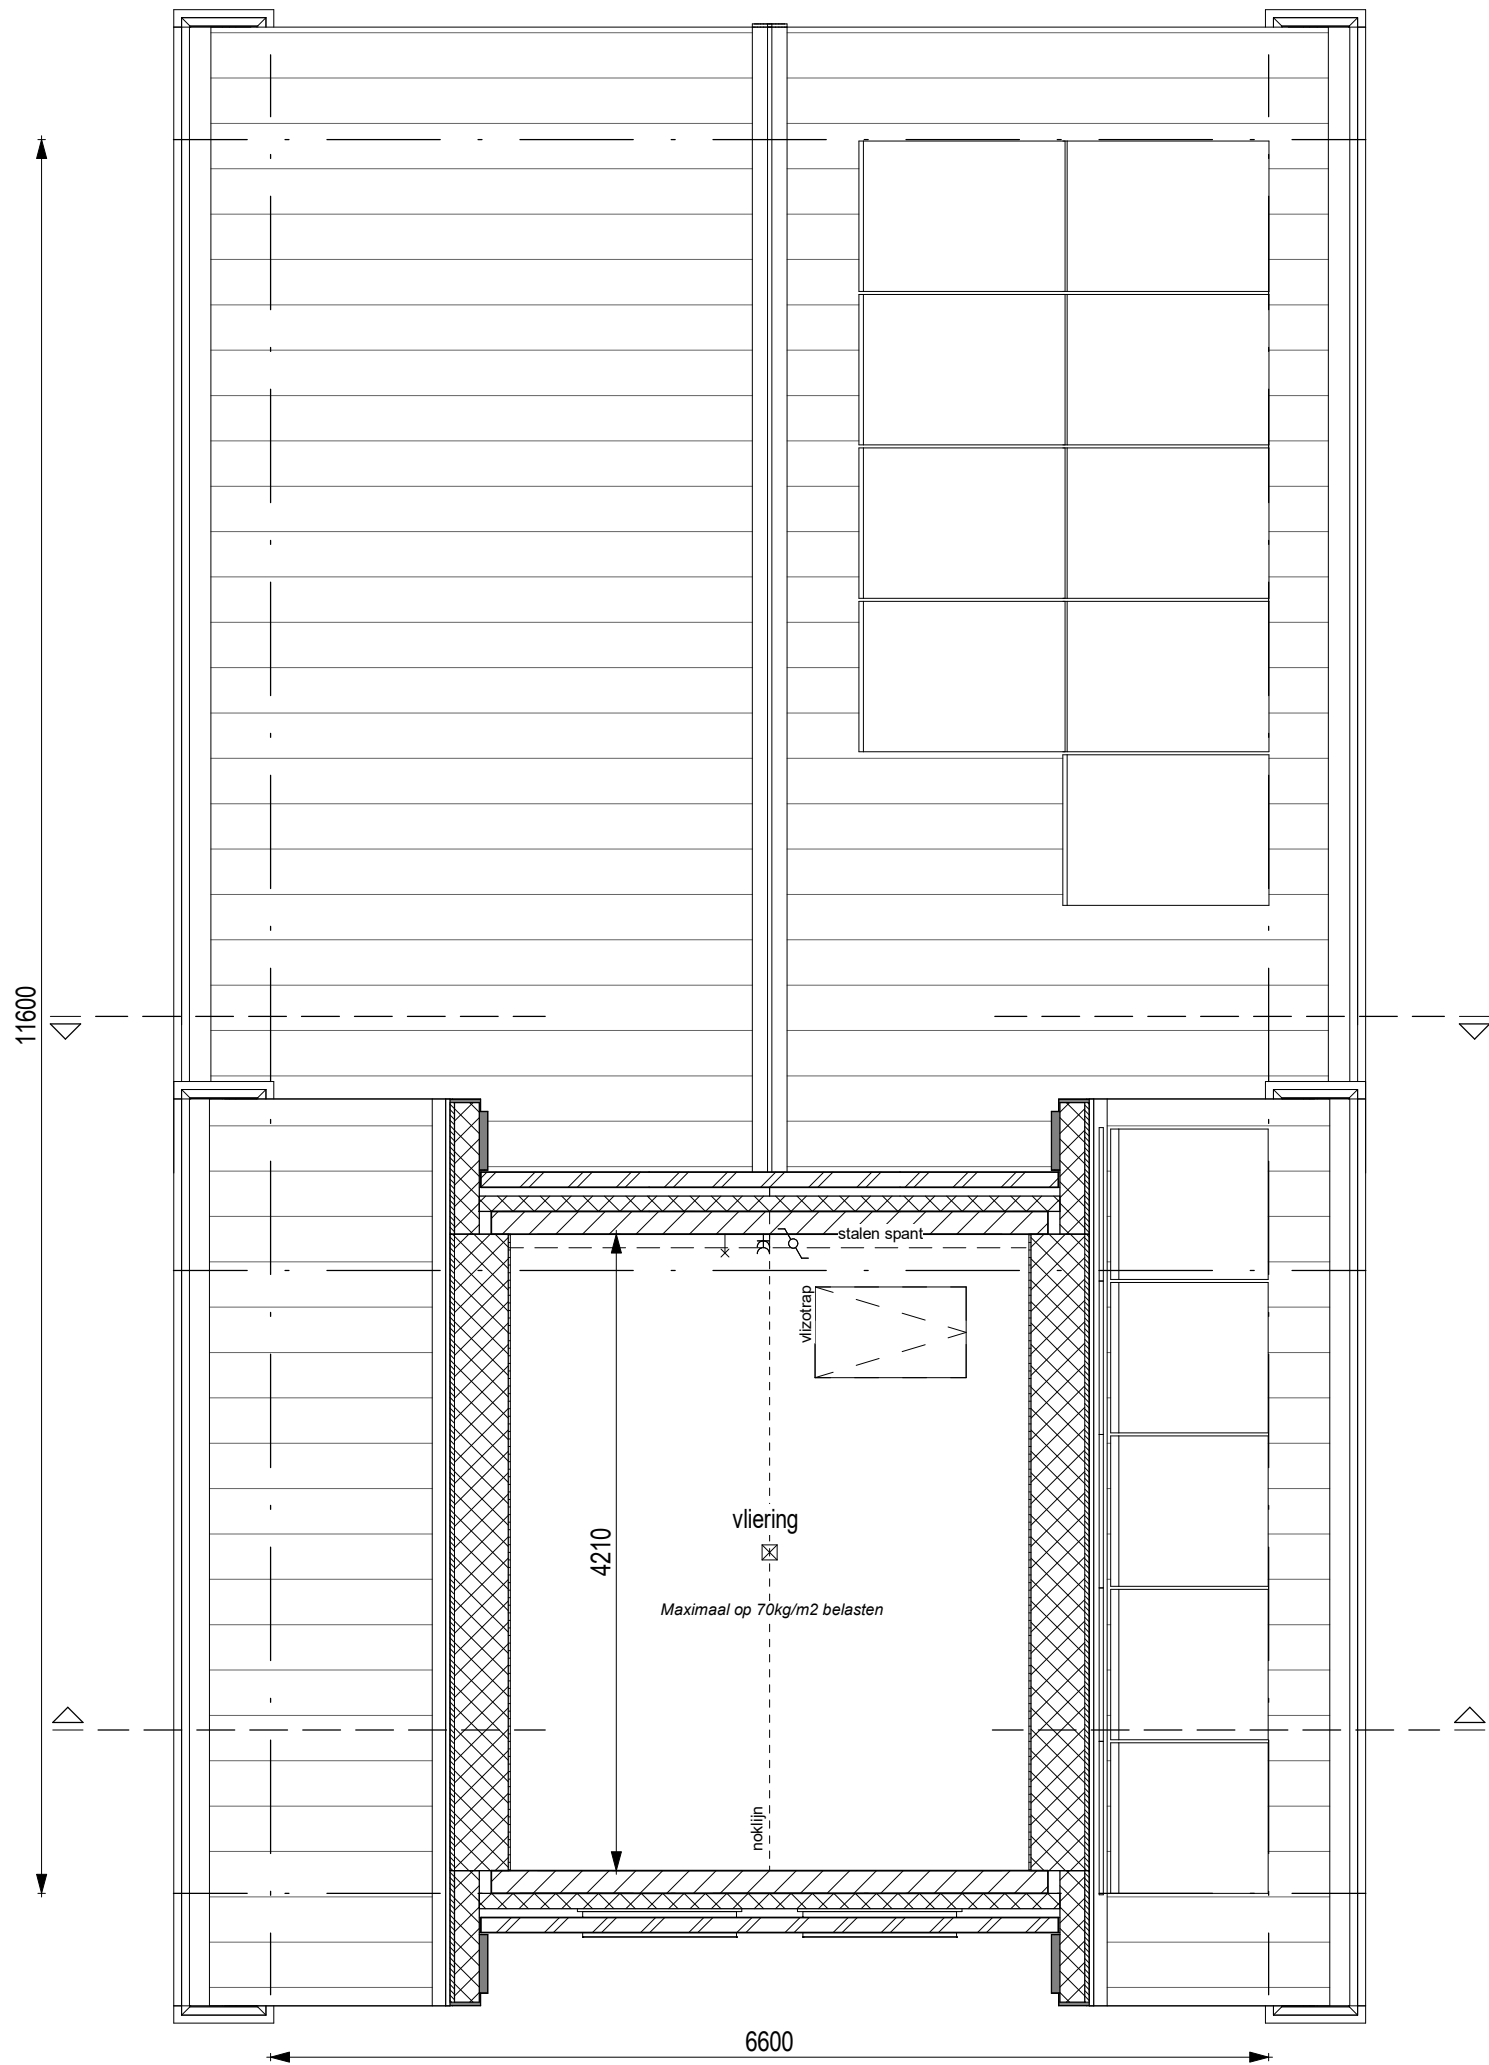 11600
stalen spant
vlizotrap
vliering
4210
Maximaal op 70kg/m2 belasten
noklijn
6600